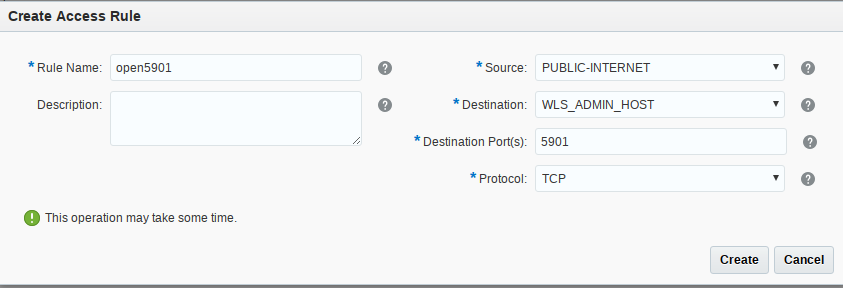 Create Access Rule
* Rule Name: open5901 ?
Description: ?
* Source: PUBLIC-INTERNET ?
* Destination: WLS_ADMIN_HOST ?
* Destination Port(s): 5901 ?
* Protocol: TCP ?
! This operation may take some time.
Create Cancel